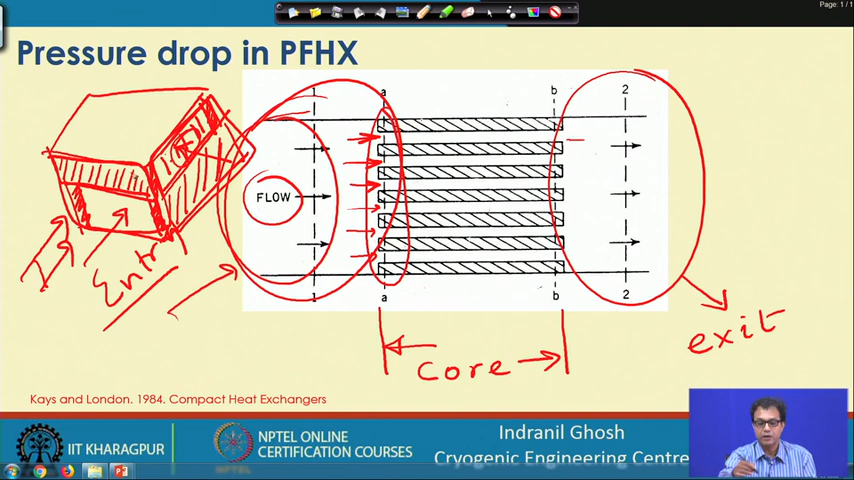 Page: 1 / 1
Pressure drop in PFHX
1
a
b
2
FLOW
Entry
1
a
b
2
core
exit
Kays and London. 1984. Compact Heat Exchangers
IIT KHARAGPUR
NPTEL ONLINE
CERTIFICATION COURSES
Indranil Ghosh
Cryogenic Engineering Centre